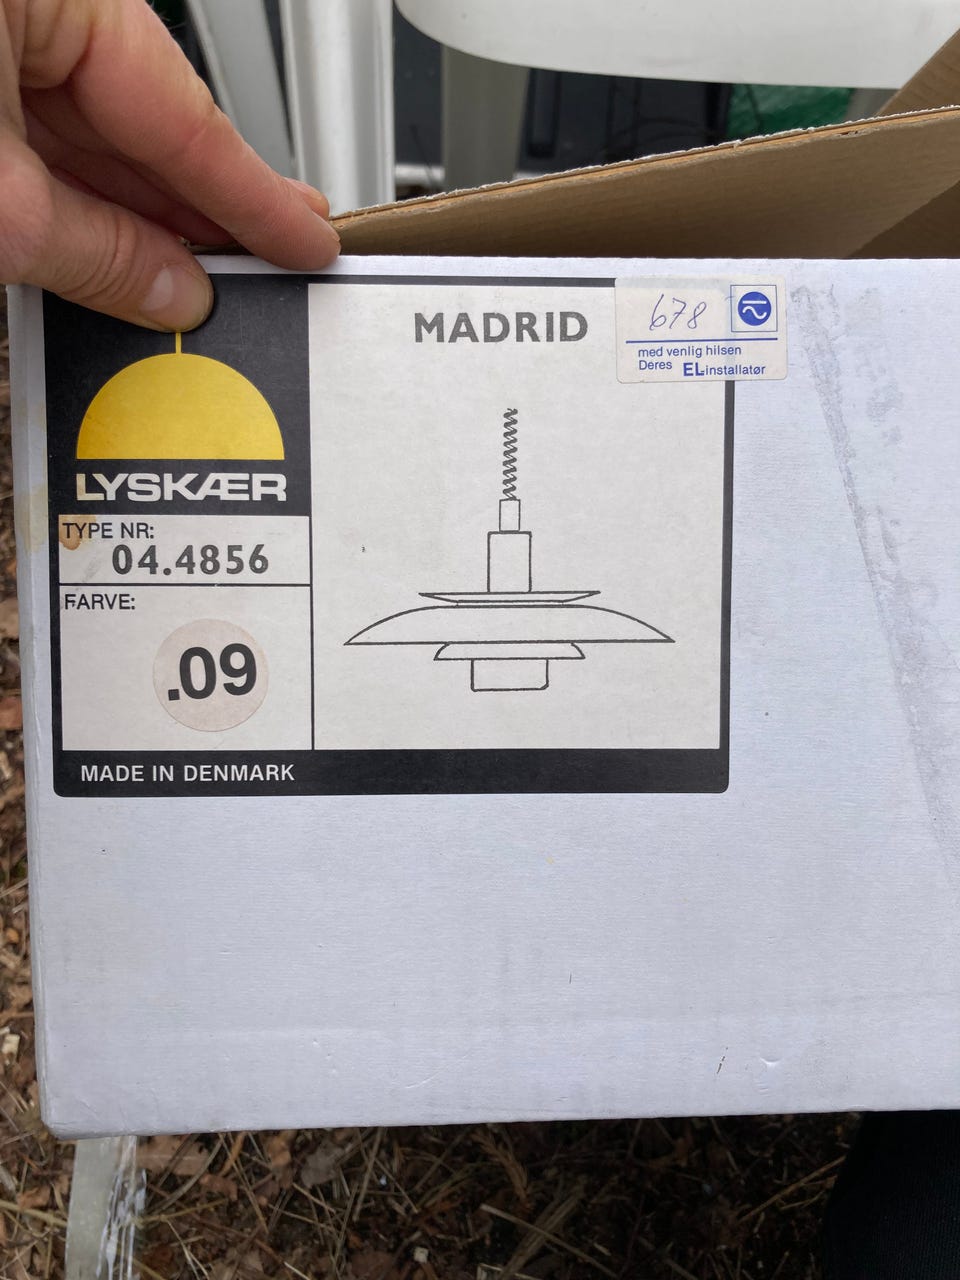 MADRID
678
med venlig hilsen
Deres ELinstallatør
LYSKÆR
TYPE NR:
04.4856
FARVE:
.09
MADE IN DENMARK